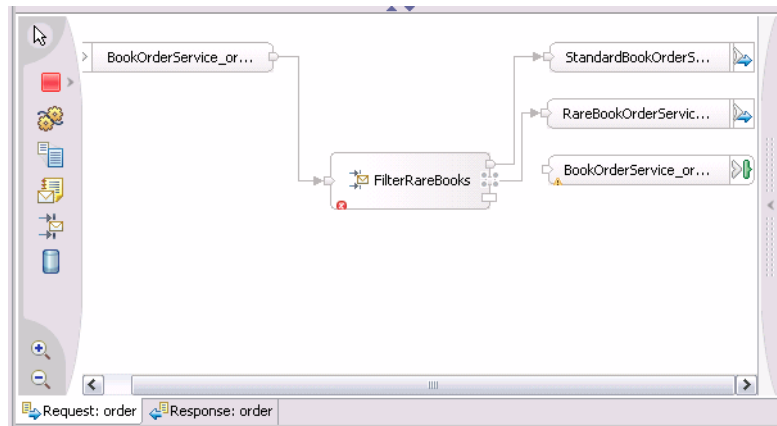 BookOrderService_or...
StandardBookOrderS...
RareBookOrderServic...
FilterRareBooks
BookOrderService_or...
Request: order
Response: order